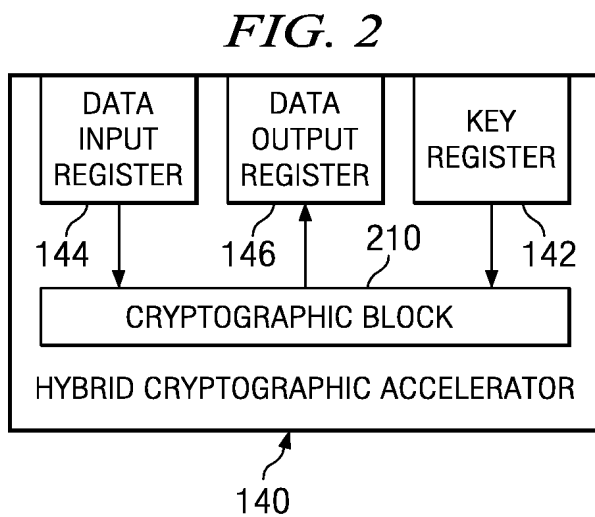 FIG. 2
DATA
INPUT
REGISTER
DATA
OUTPUT
REGISTER
KEY
REGISTER
144
146
210
142
CRYPTOGRAPHIC BLOCK
HYBRID CRYPTOGRAPHIC ACCELERATOR
140